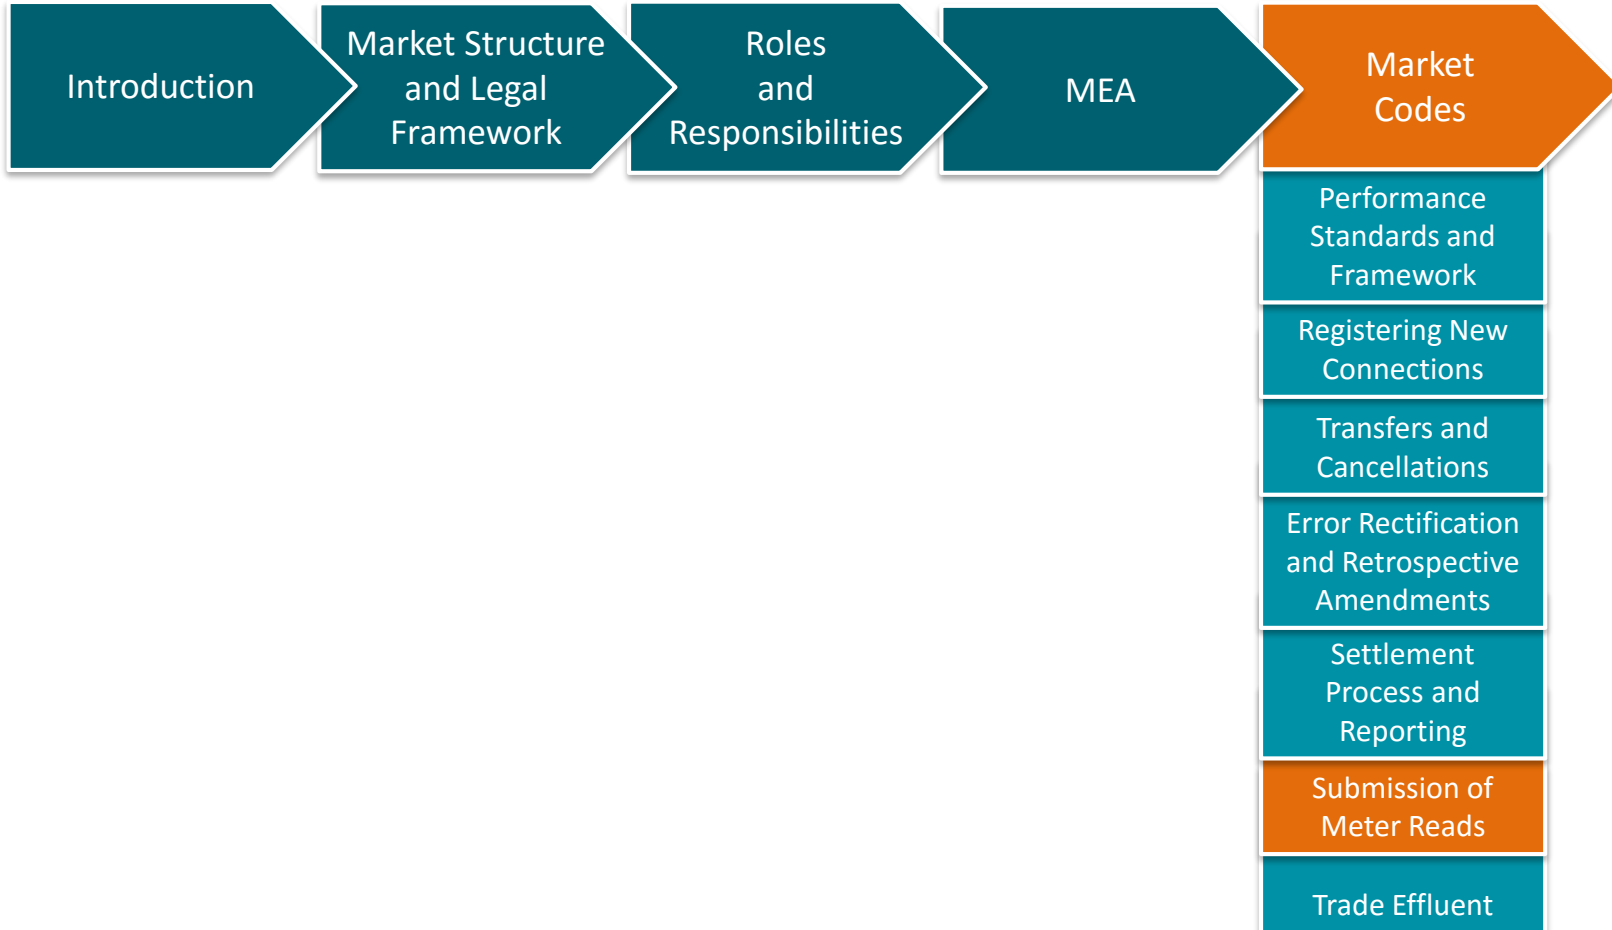 Introduction
Market Structure
and Legal
Framework
Roles
and
Responsibilities
MEA
Market
Codes
Performance
Standards and
Framework
Registering New
Connections
Transfers and
Cancellations
Error Rectification
and Retrospective
Amendments
Settlement
Process and
Reporting
Submission of
Meter Reads
Trade Effluent